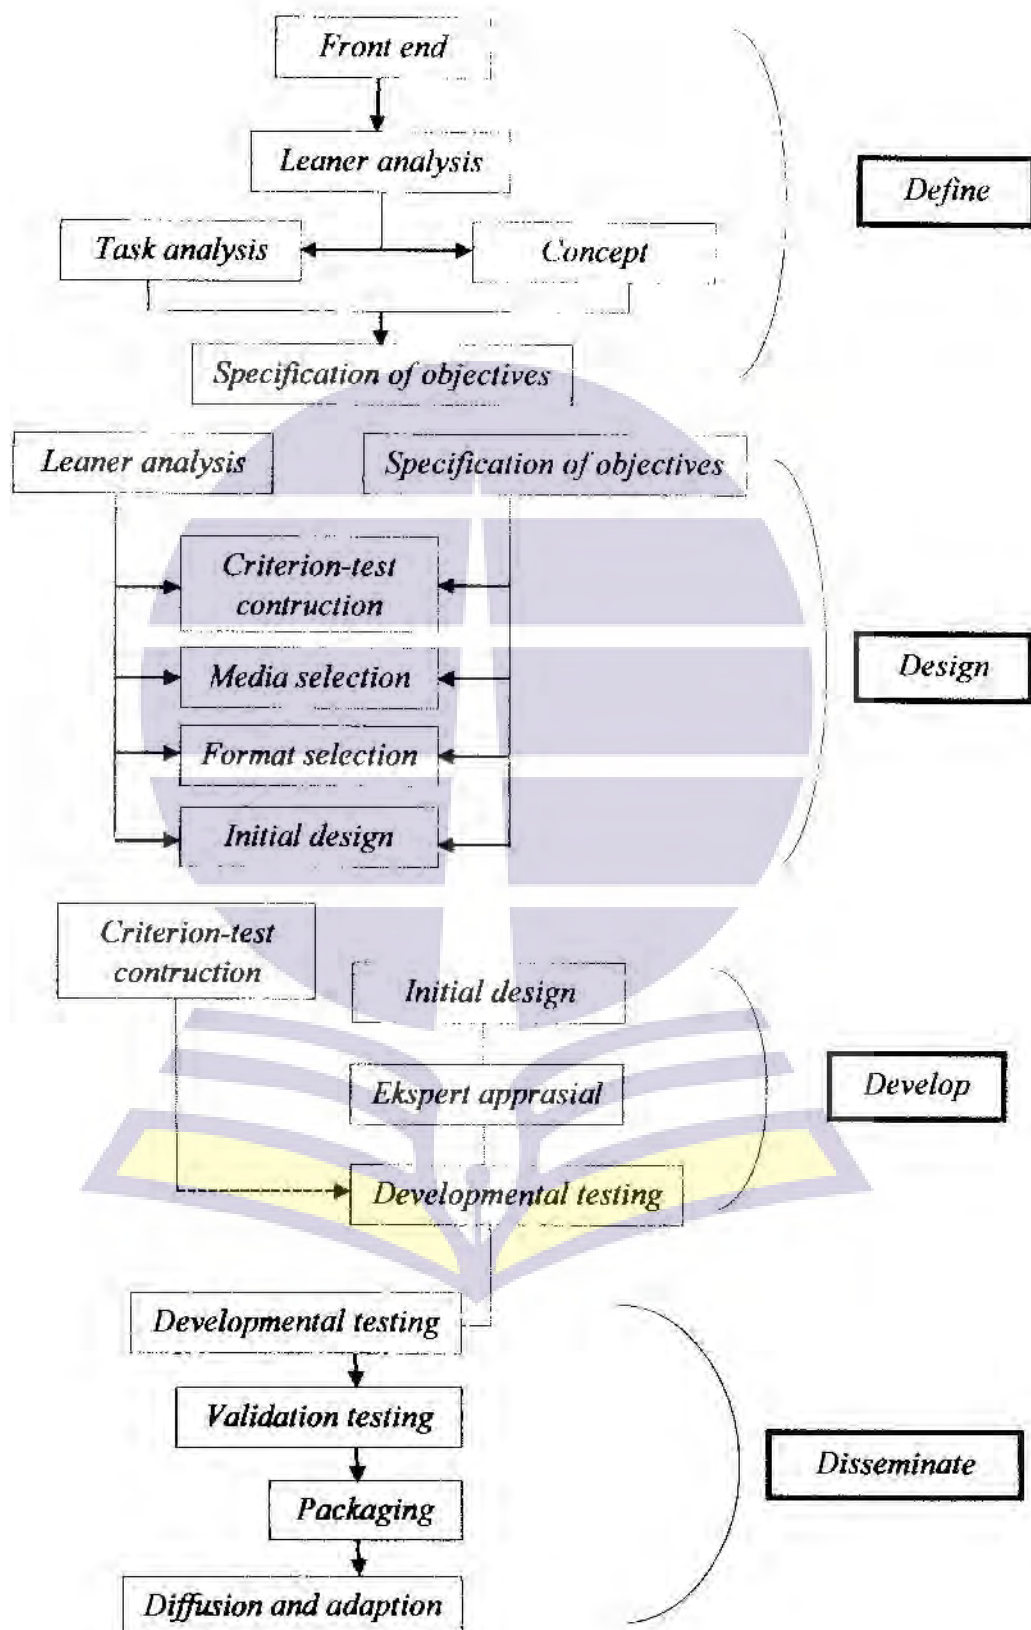 Front end
Leaner analysis
Define
Task analysis
Concept
Specification of objectives
Leaner analysis
Specification of objectives
Criterion-test
contruction
Media selection
Design
Format selection
Initial design
Criterion-test
contruction
Initial design
Ekspert apprasial
Develop
Developmental testing
Developmental testing
Validation testing
Disseminate
Packaging
Diffusion and adaption